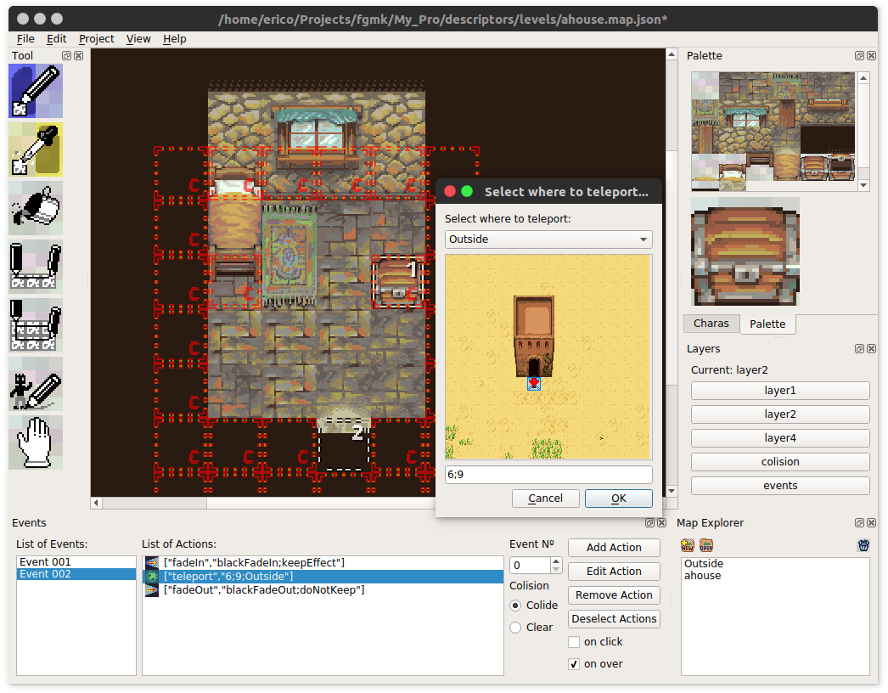 /home/erico/Projects/fgmk/My_Pro/descriptors/levels/ahouse.map.json*
File Edit Project View Help
Tool
Palette
C C C C C
C
C C C
1
C
C
2
C C C C
Select where to teleport...
Select where to teleport:
Outside
6;9
Cancel OK
Charas Palette
Layers
Current: layer2
layer1
layer2
layer4
colision
events
Events
List of Events:
Event 001
Event 002
List of Actions:
["fadeIn","blackFadeIn;keepEffect"]
["teleport","6;9;Outside"]
["fadeOut","blackFadeOut;doNotKeep"]
Event Nº
0
Colision
Colide
Clear
Add Action
Edit Action
Remove Action
Deselect Actions
on click
on over
Map Explorer
NEW OPEN
Outside
ahouse